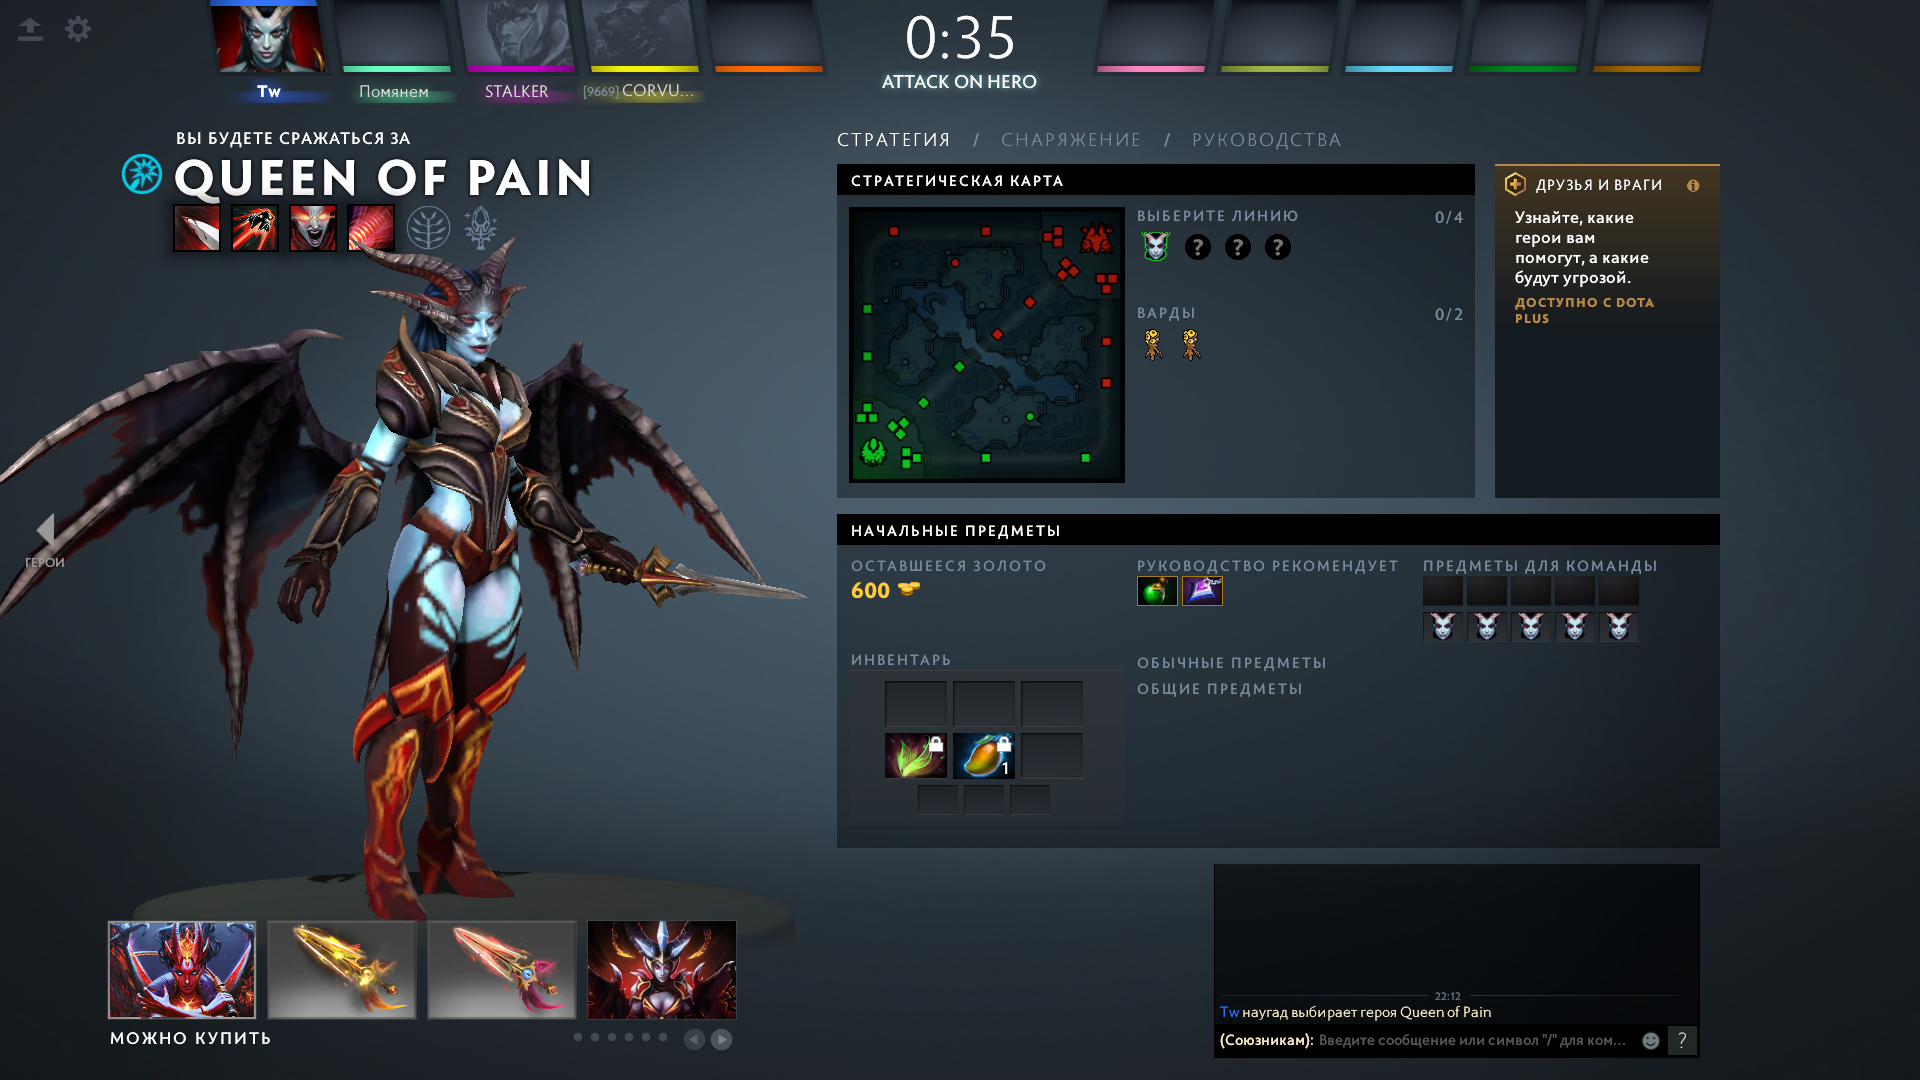 0:35
ATTACK ON HERO
Tw
Помянем
STALKER
[9669] CORVU...
ВЫ БУДЕТЕ СРАЖАТЬСЯ ЗА
QUEEN OF PAIN
ГЕРОИ
СТРАТЕГИЯ / СНАРЯЖЕНИЕ / РУКОВОДСТВА
СТРАТЕГИЧЕСКАЯ КАРТА
ВЫБЕРИТЕ ЛИНИЮ 0/4
? ? ?
ВАРДЫ 0/2
ДРУЗЬЯ И ВРАГИ
Узнайте, какие
герои вам
помогут, а какие
будут угрозой.
ДОСТУПНО С DOTA
PLUS
НАЧАЛЬНЫЕ ПРЕДМЕТЫ
ОСТАВШЕЕСЯ ЗОЛОТО
600
РУКОВОДСТВО РЕКОМЕНДУЕТ
ПРЕДМЕТЫ ДЛЯ КОМАНДЫ
ИНВЕНТАРЬ
1
ОБЫЧНЫЕ ПРЕДМЕТЫ
ОБЩИЕ ПРЕДМЕТЫ
МОЖНО КУПИТЬ
22:12
Tw наугад выбирает героя Queen of Pain
(Союзникам): Введите сообщение или символ "/" для ком...
?